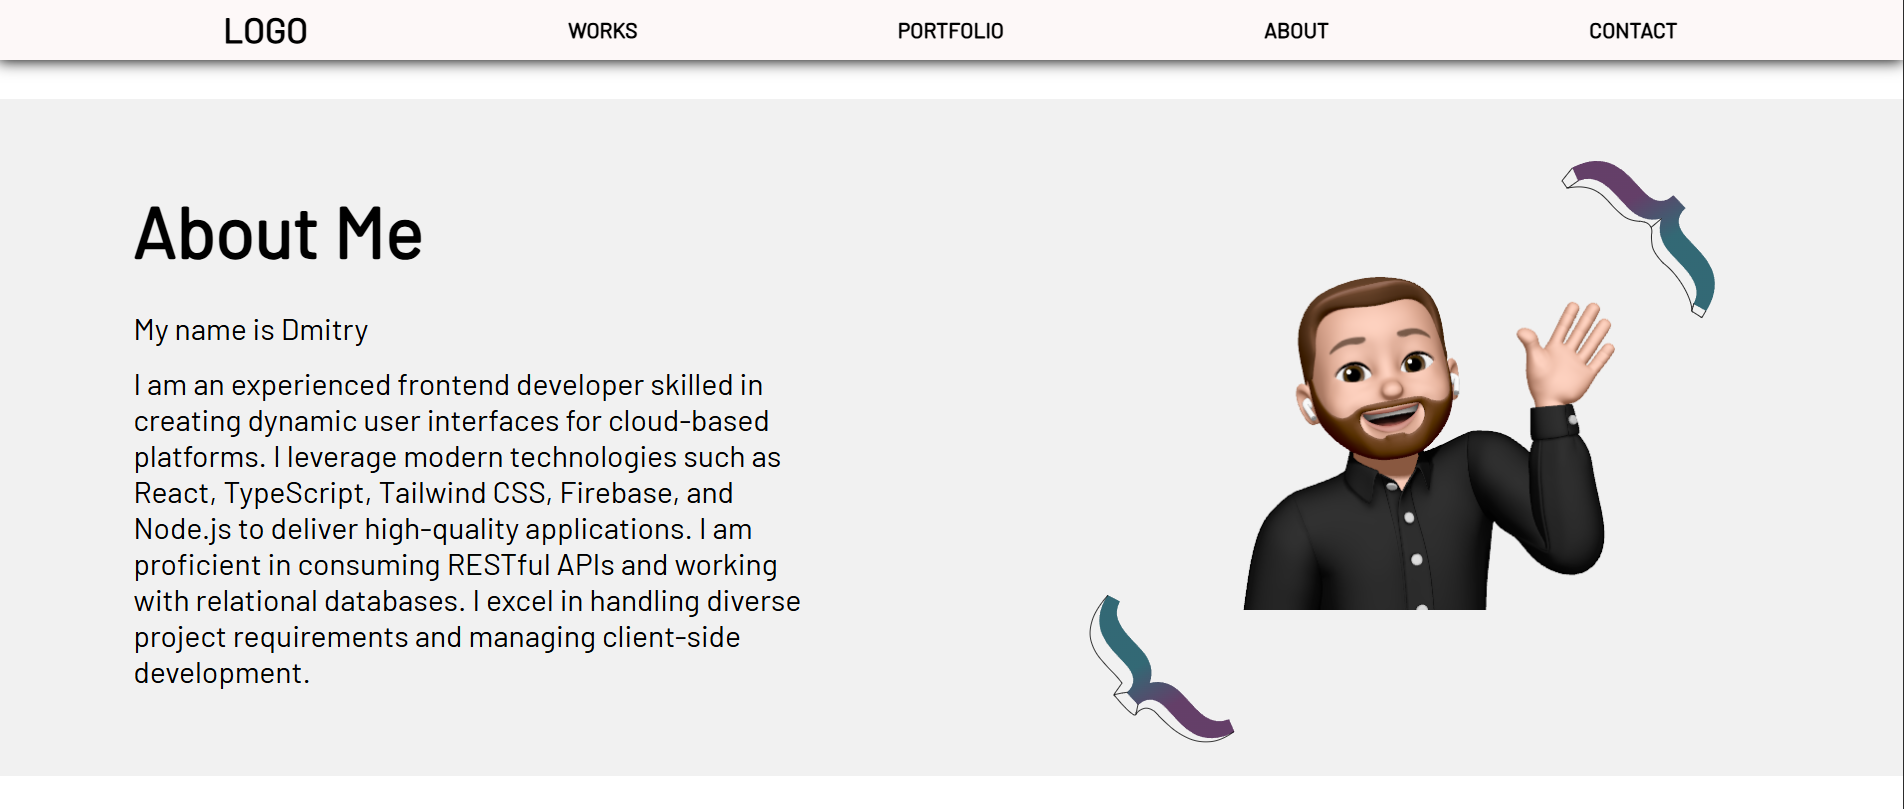 LOGO
WORKS
PORTFOLIO
ABOUT
CONTACT
About Me
My name is Dmitry
I am an experienced frontend developer skilled in
creating dynamic user interfaces for cloud-based
platforms. I leverage modern technologies such as
React, TypeScript, Tailwind CSS, Firebase, and
Node.js to deliver high-quality applications. I am
proficient in consuming RESTful APIs and working
with relational databases. I excel in handling diverse
project requirements and managing client-side
development.